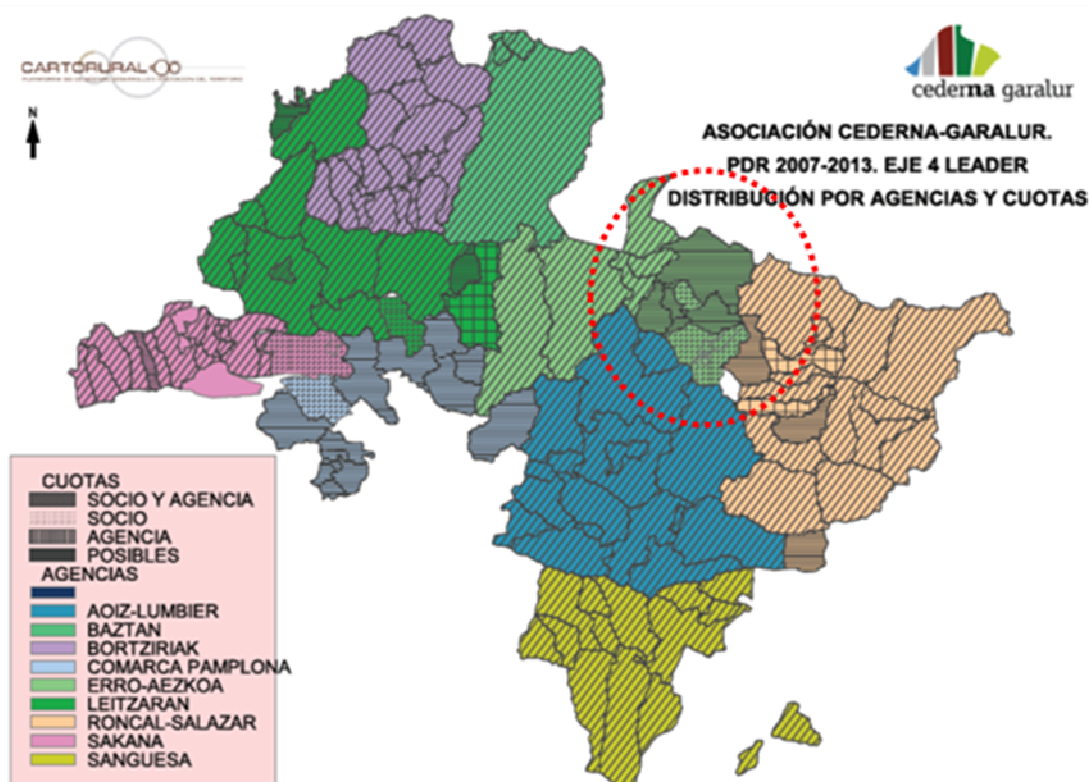 CARTORURAL
N
cederna garalur
ASOCIACIÓN CEDERNA-GARALUR.
PDR 2007-2013. EJE 4 LEADER
DISTRIBUCIÓN POR AGENCIAS Y CUOTAS
CUOTAS
SOCIO Y AGENCIA
SOCIO
AGENCIA
POSIBLES
AGENCIAS
AOIZ-LUMBIER
BAZTAN
BORTZIRIAK
COMARCA PAMPLONA
ERRO-AEZKOA
LEITZARAN
RONCAL-SALAZAR
SAKANA
SANGUESA